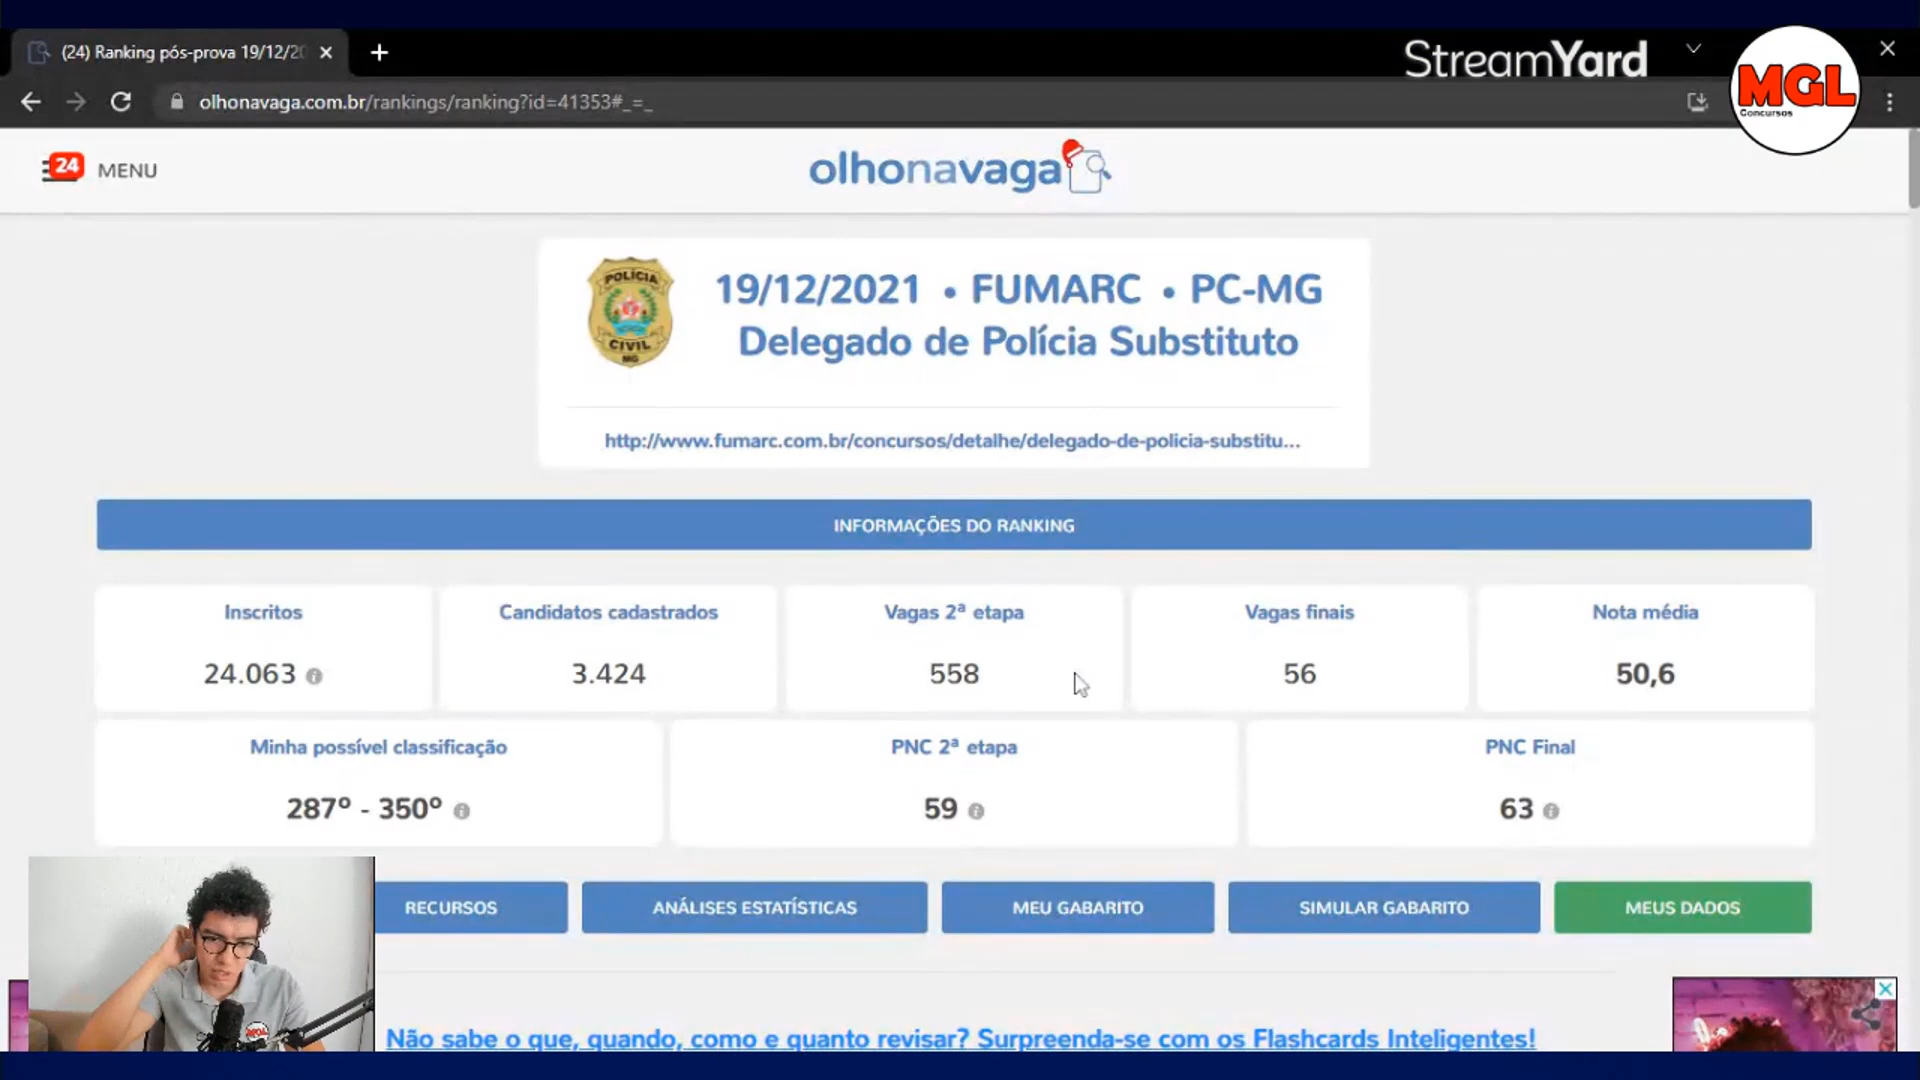 (24) Ranking pós-prova 19/12/20
StreamYard
MGL
Concursos
olhonavaga.com.br/rankings/ranking?id=41353#_=_
24
MENU
olhonavaga
POLÍCIA
CIVIL
MG
19/12/2021 • FUMARC • PC-MG
Delegado de Polícia Substituto
http://www.fumarc.com.br/concursos/detalhe/delegado-de-policia-substitu...
INFORMAÇÕES DO RANKING
Inscritos
24.063
Candidatos cadastrados
3.424
Vagas 2ª etapa
558
Vagas finais
56
Nota média
50,6
Minha possível classificação
287º - 350º
PNC 2ª etapa
59
PNC Final
63
RECURSOS
ANÁLISES ESTATÍSTICAS
MEU GABARITO
SIMULAR GABARITO
MEUS DADOS
MGL
Não sabe o que, quando, como e quanto revisar? Surpreenda-se com os Flashcards Inteligentes!